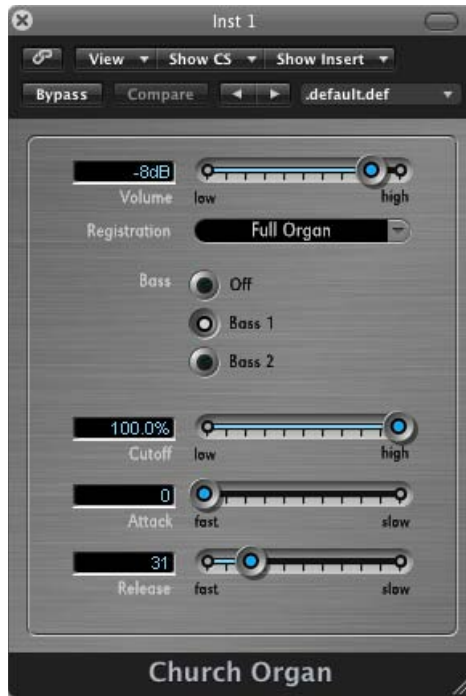 Inst 1
View Show CS Show Insert
Bypass Compare .default.def
-8dB
Volume low high
Registration Full Organ
Bass Off
Bass 1
Bass 2
100.0%
Cutoff low high
0
Attack fast slow
31
Release fast slow
Church Organ